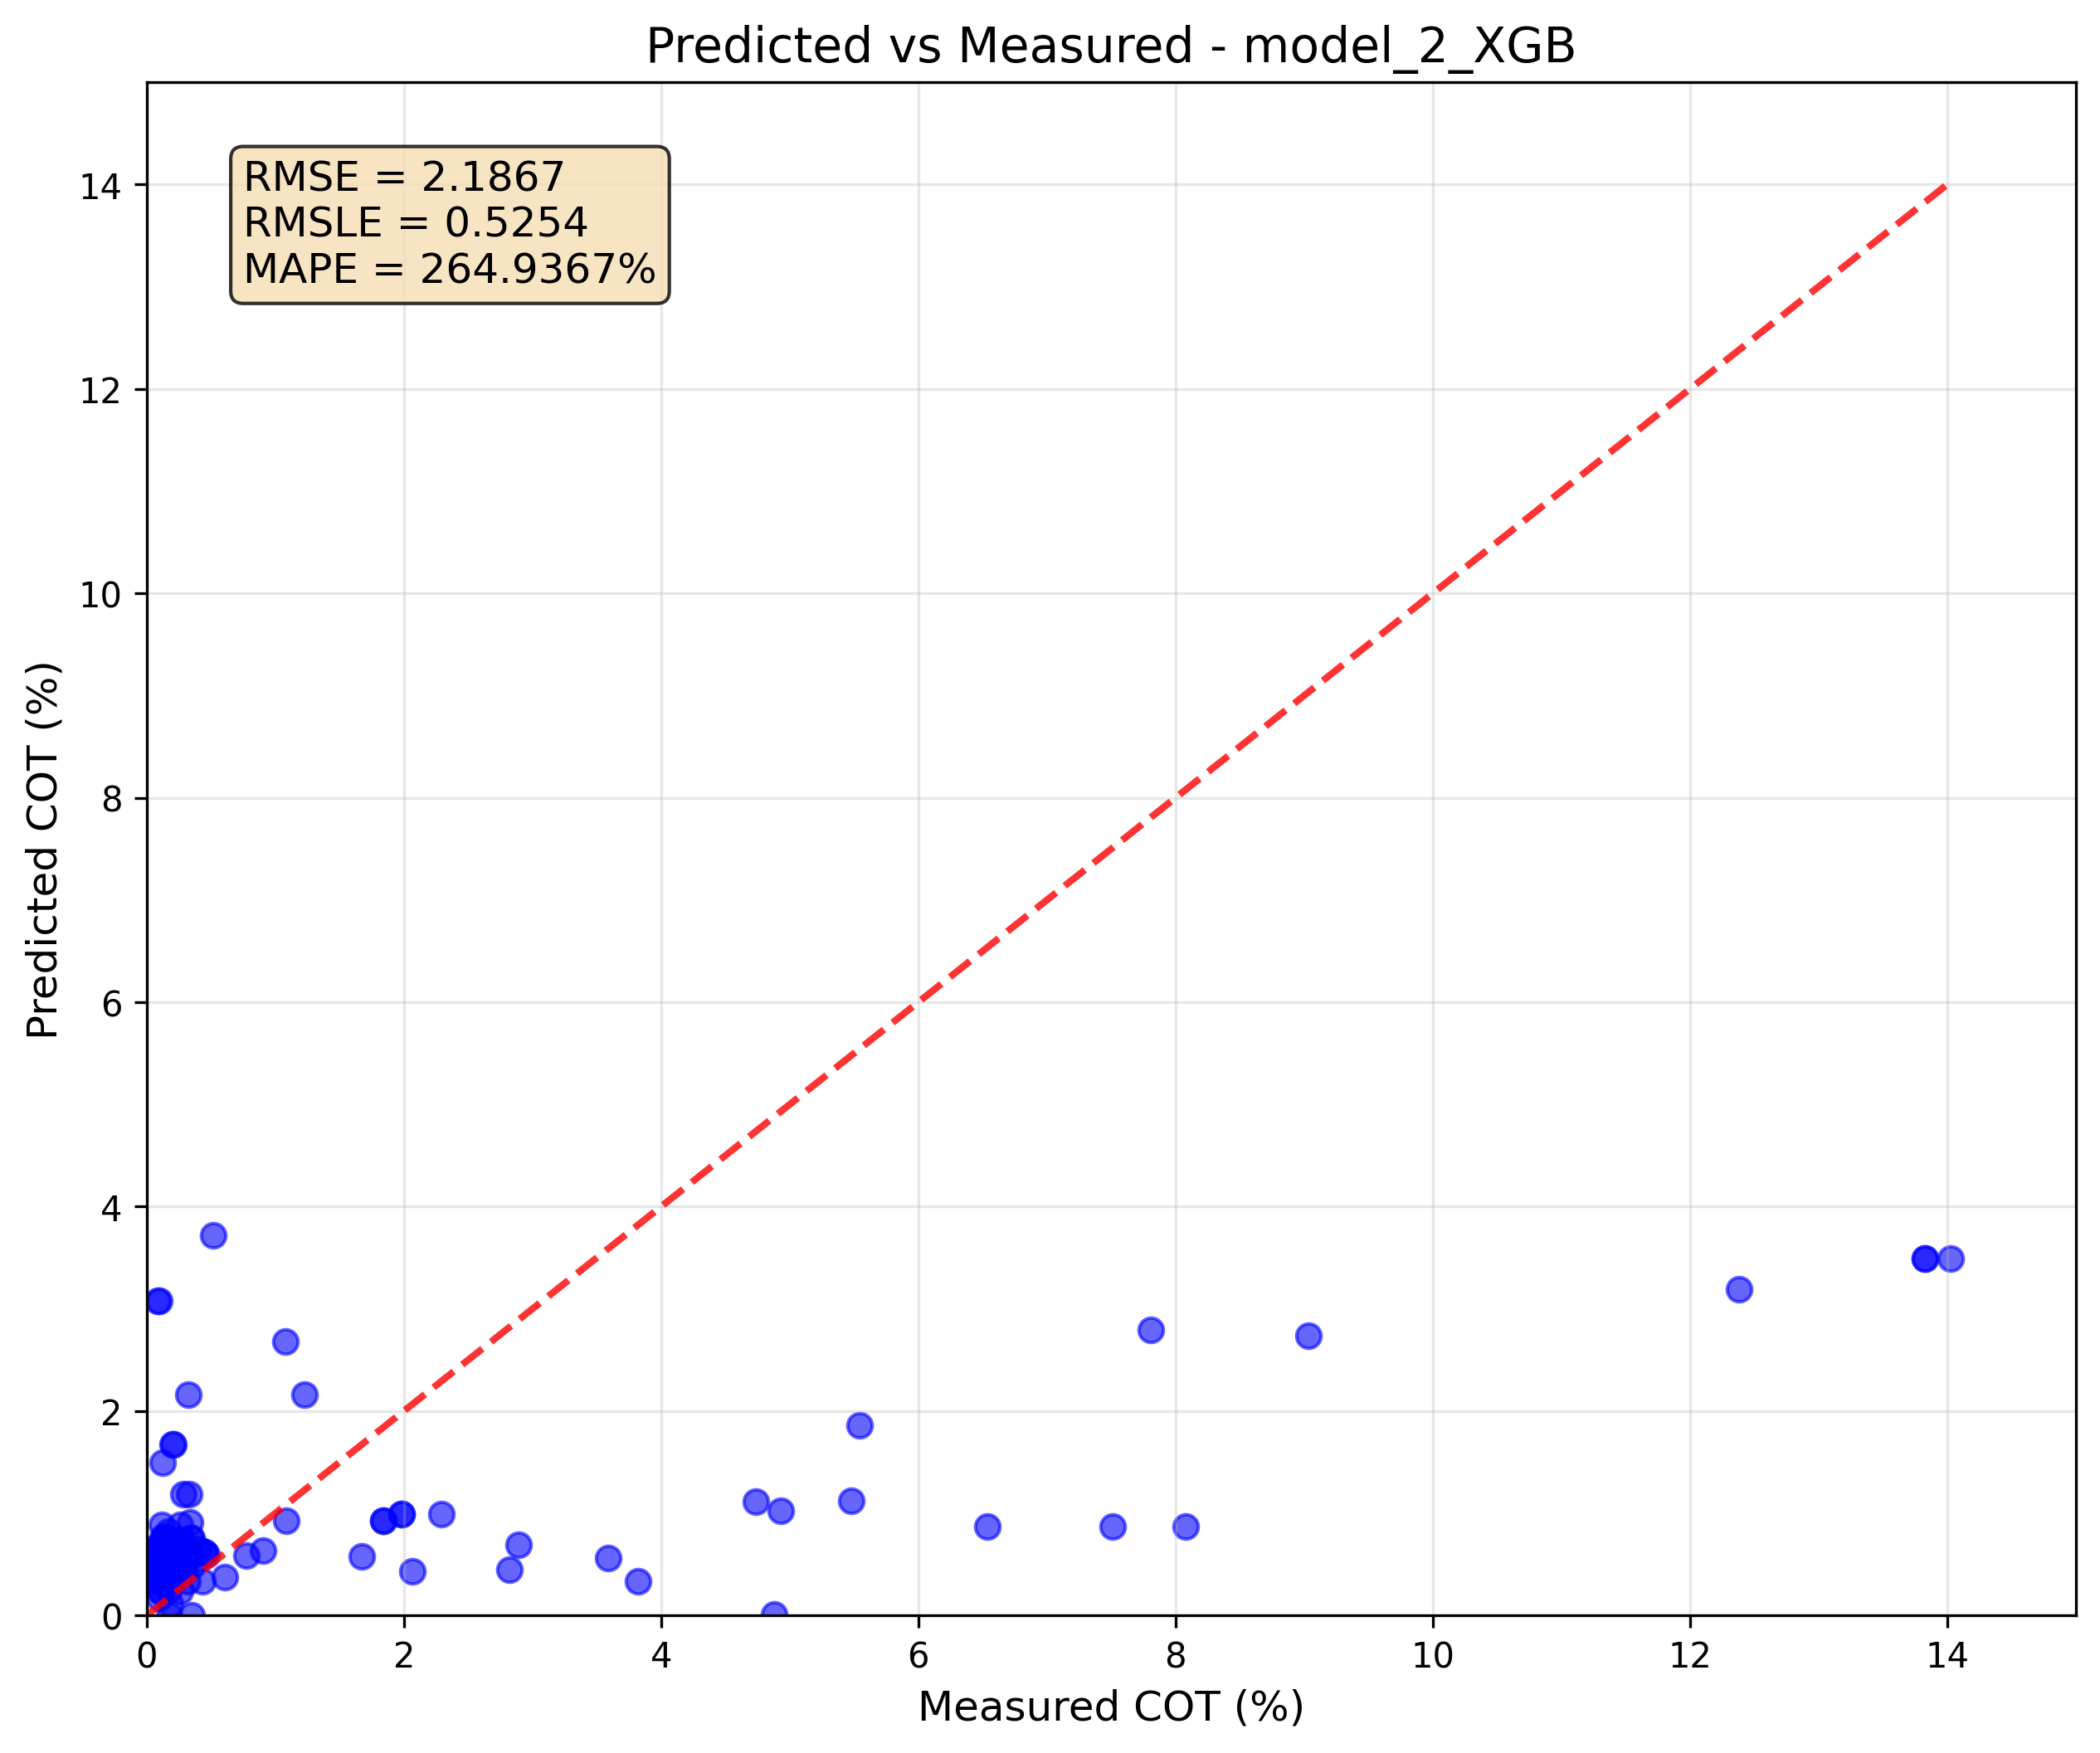 Predicted vs Measured - model_2_XGB
RMSE = 2.1867
RMSLE = 0.5254
MAPE = 264.9367%
14
12
10
8
6
4
2
0
Predicted COT (%)
0 2 4 6 8 10 12 14
Measured COT (%)